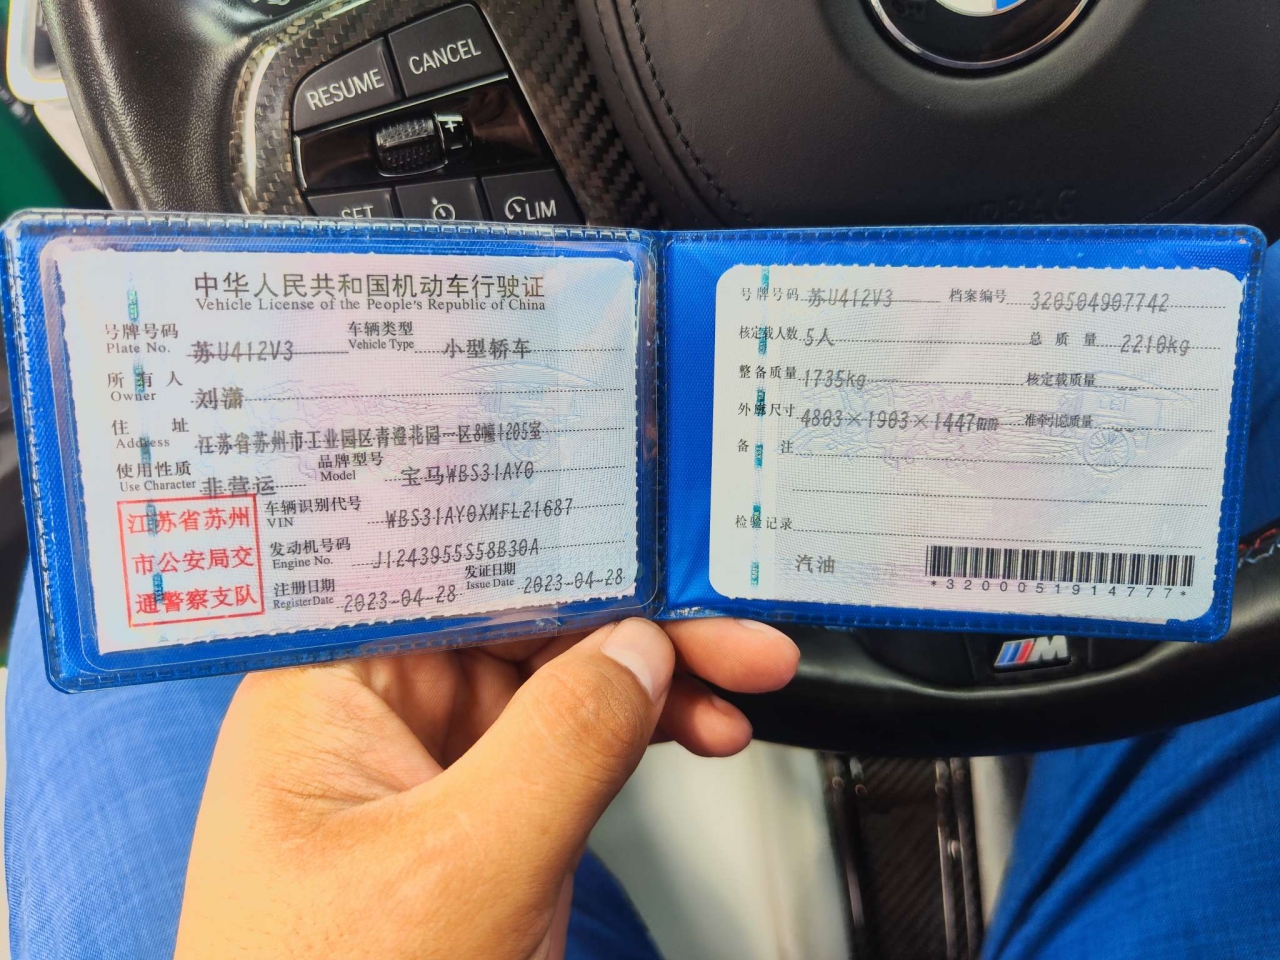 RESUME
CANCEL
+
SET
LIM
中华人民共和国机动车行驶证
Vehicle License of the People's Republic of China
号牌号码 Plate No. 苏U412V3 车辆类型 Vehicle Type 小型轿车
所有人 Owner 刘潇
住址 Address 江苏省苏州市工业园区青澄花园一区8幢1205室
使用性质 Use Character 非营运 品牌型号 Model 宝马WBS31AY0
江苏省苏州
市公安局交
通警察支队
车辆识别代号 VIN WBS31AY0XMFL21687
发动机号码 Engine No. J1243955S58B30A
注册日期 Register Date 2023-04-28 发证日期 Issue Date 2023-04-28
号牌号码 苏U412V3 档案编号 320504907742
核定载人数 5人 总质量 2210kg
整备质量 1735kg 核定载质量 --
外廓尺寸 4803×1903×1447mm 准牵引总质量 --
备注
检验记录
汽油
*3200051914777*
M